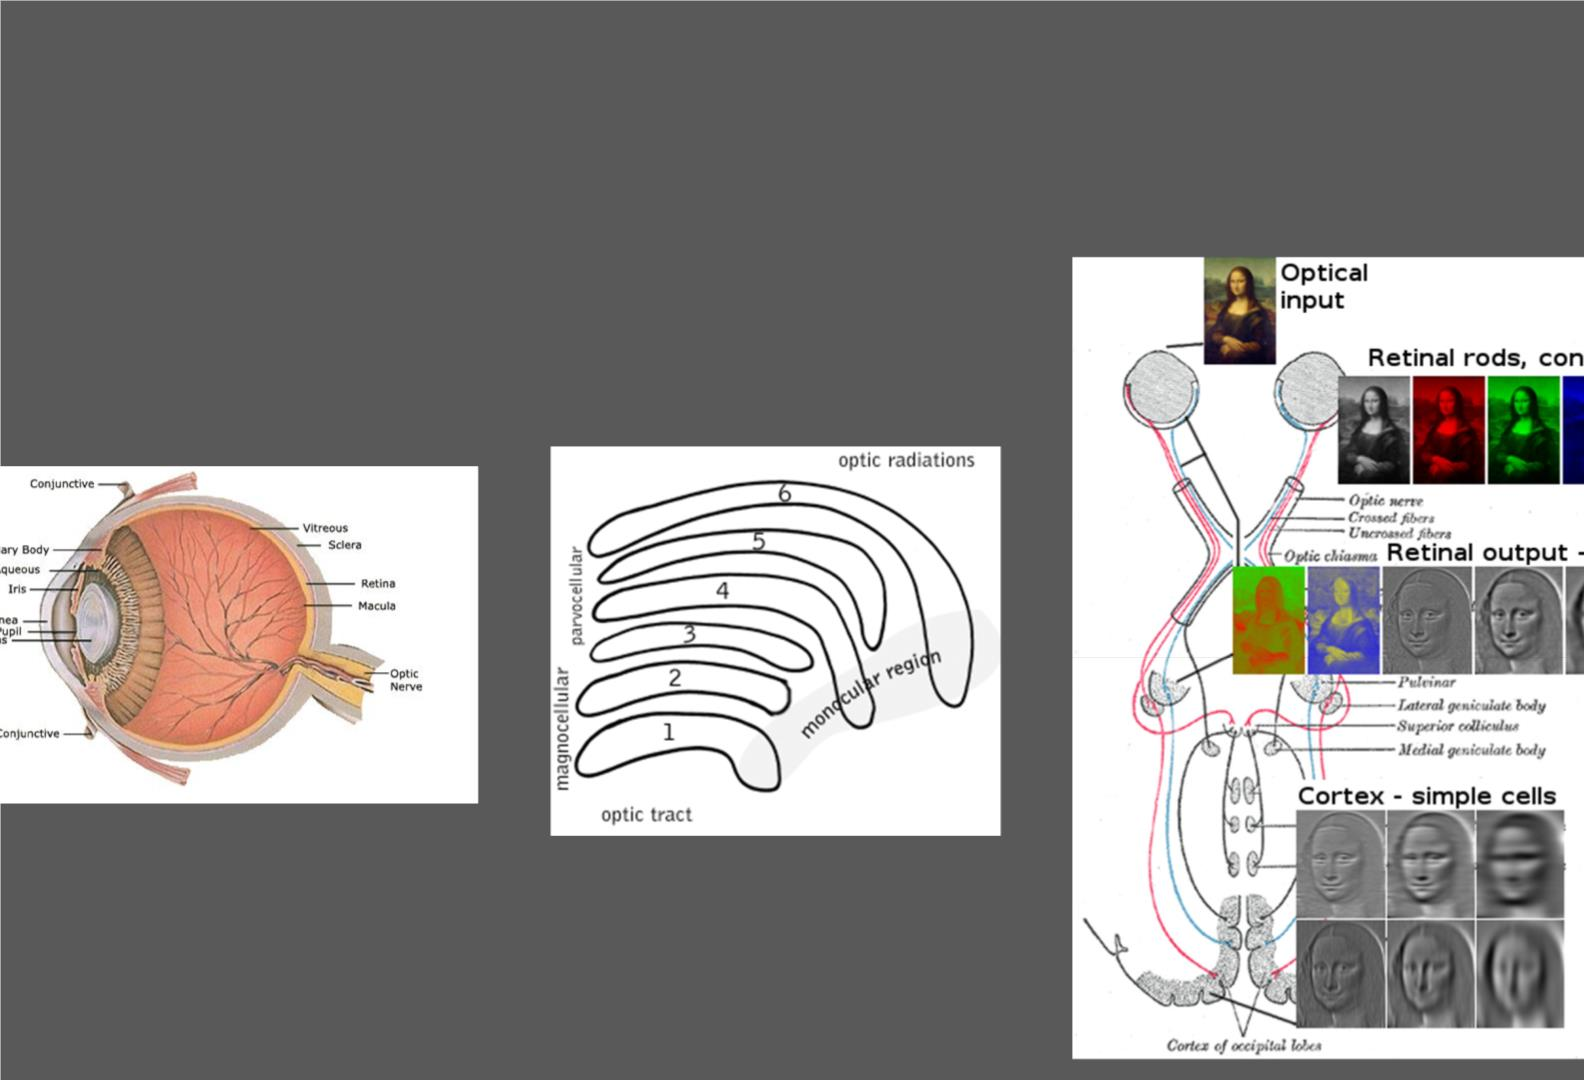 Conjunctive
Vitreous
Sclera
ary Body
Aqueous
Iris
Retina
Macula
nea
Pupil
s
Optic
Nerve
Conjunctive
optic radiations
6
5
4
3
2
1
parvocellular
magnocellular
monocular region
optic tract
Optical
input
Retinal rods, con
Optic nerve
Crossed fibers
Uncrossed fibers
Optic chiasma
Retinal output -
Pulvinar
Lateral geniculate body
Superior colliculus
Medial geniculate body
Cortex - simple cells
Cortex of occipital lobes